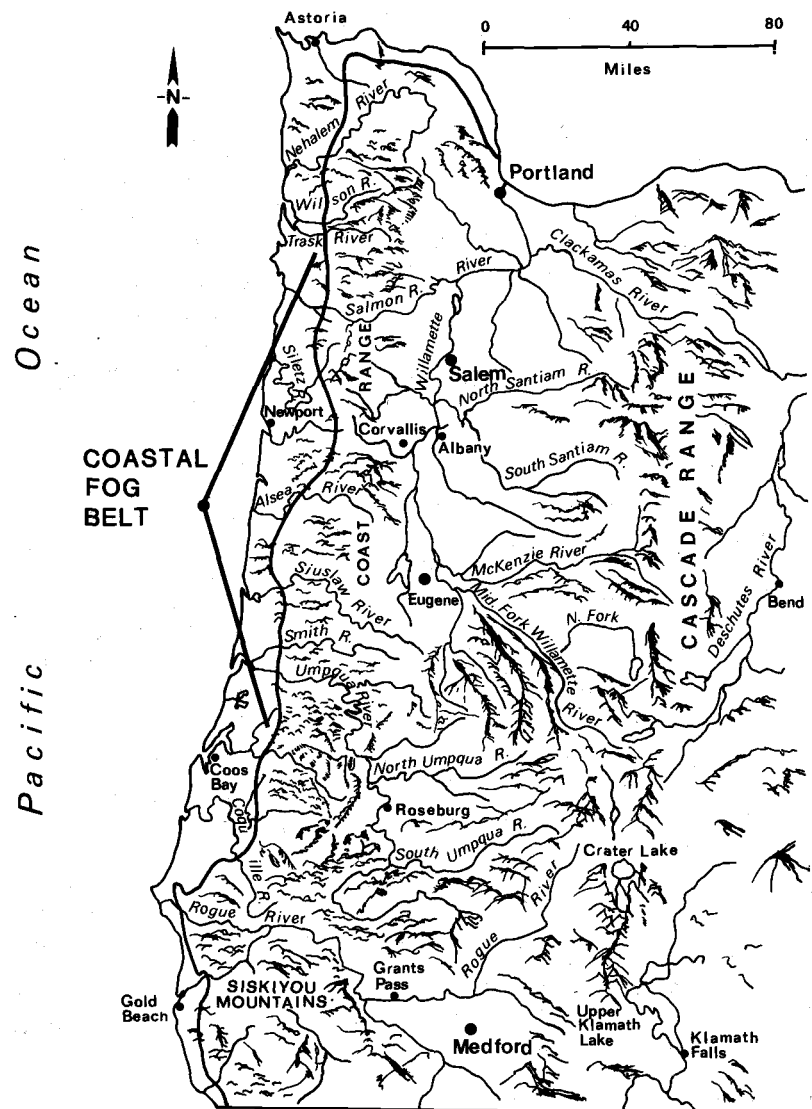 Astoria
0 40 80
Miles
-N-
Nehalem River
Portland
Wilson R.
Trask River
Clackamas River
Salmon R.
River
Ocean
Siletz R.
RANGE
Willamette
Salem
North Santiam R.
Newport
Corvallis
Albany
CASCADE RANGE
COASTAL
FOG
BELT
South Santiam R.
Alsea River
COAST
McKenzie River
Siuslaw River
Eugene
Mid. Fork Willamette River
N. Fork
Deschutes River
Bend
Smith R.
Umpqua River
Pacific
North Umpqua R.
Coos
Bay
Coquille R.
Roseburg
South Umpqua R.
Crater Lake
Rogue River
Rogue River
Grants
Pass
SISKIYOU
MOUNTAINS
Gold
Beach
Upper
Klamath
Lake
Medford
Klamath
Falls